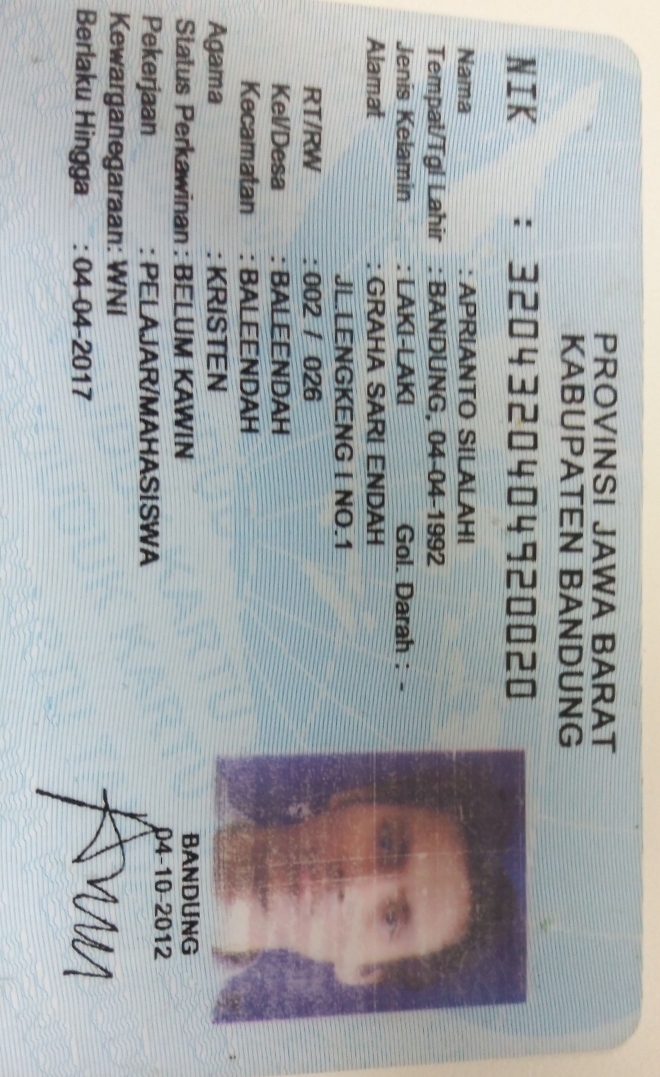 PROVINSI JAWA BARAT
KABUPATEN BANDUNG
NIK : 3204320404920020
Nama : APRIANTO SILALAHI
Tempat/Tgl Lahir : BANDUNG, 04-04-1992
Jenis Kelamin : LAKI-LAKI Gol. Darah : -
Alamat : GRAHA SARI ENDAH
JL.LENGKENG I NO.1
RT/RW : 002 / 026
Kel/Desa : BALEENDAH
Kecamatan : BALEENDAH
Agama : KRISTEN
Status Perkawinan : BELUM KAWIN
Pekerjaan : PELAJAR/MAHASISWA
Kewarganegaraan: WNI
Berlaku Hingga : 04-04-2017
BANDUNG
04-10-2012